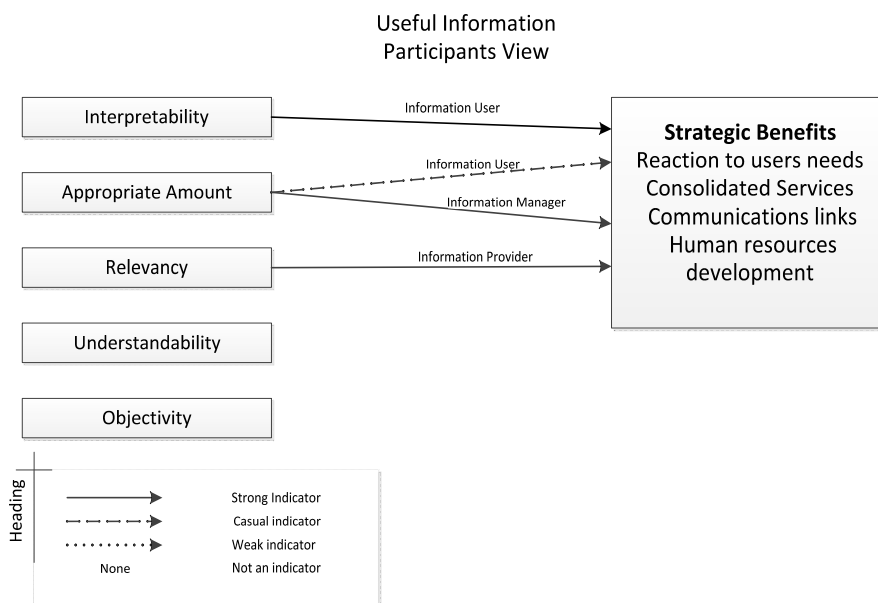 Useful Information
Participants View
Interpretability
Information User
Appropriate Amount
Information User
Information Manager
Relevancy
Information Provider
Understandability
Objectivity
Strategic Benefits
Reaction to users needs
Consolidated Services
Communications links
Human resources
development
Heading
Strong Indicator
Casual indicator
Weak indicator
None
Not an indicator